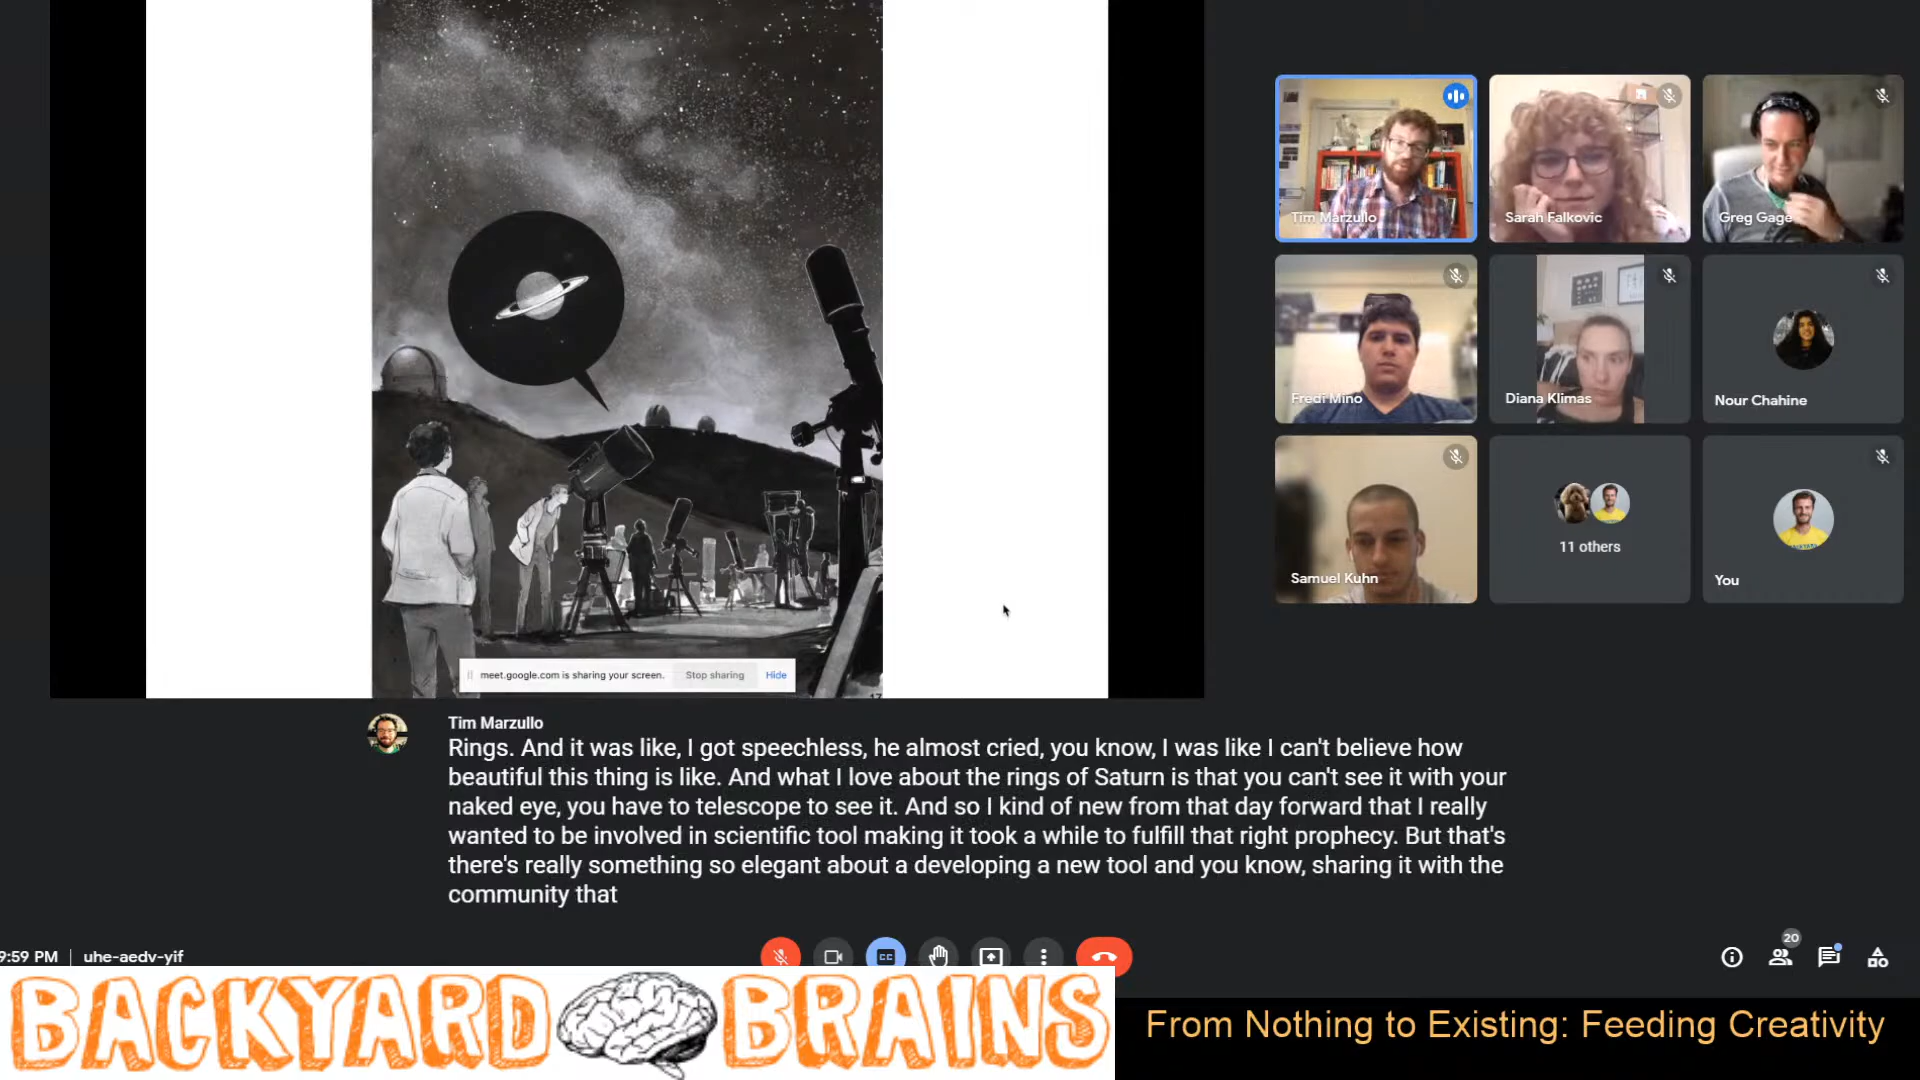 Tim Marzullo
Sarah Falkovic
Greg Gage
Fredi Mino
Diana Klimas
Nour Chahine
Samuel Kuhn
11 others
You
17
meet.google.com is sharing your screen.
Stop sharing
Hide
Tim Marzullo
Rings. And it was like, I got speechless, he almost cried, you know, I was like I can't believe how
beautiful this thing is like. And what I love about the rings of Saturn is that you can't see it with your
naked eye, you have to telescope to see it. And so I kind of new from that day forward that I really
wanted to be involved in scientific tool making it took a while to fulfill that right prophecy. But that's
there's really something so elegant about a developing a new tool and you know, sharing it with the
community that
9:59 PM | uhe-aedv-yif
CC
20
BACKYARD BRAINS
From Nothing to Existing: Feeding Creativity